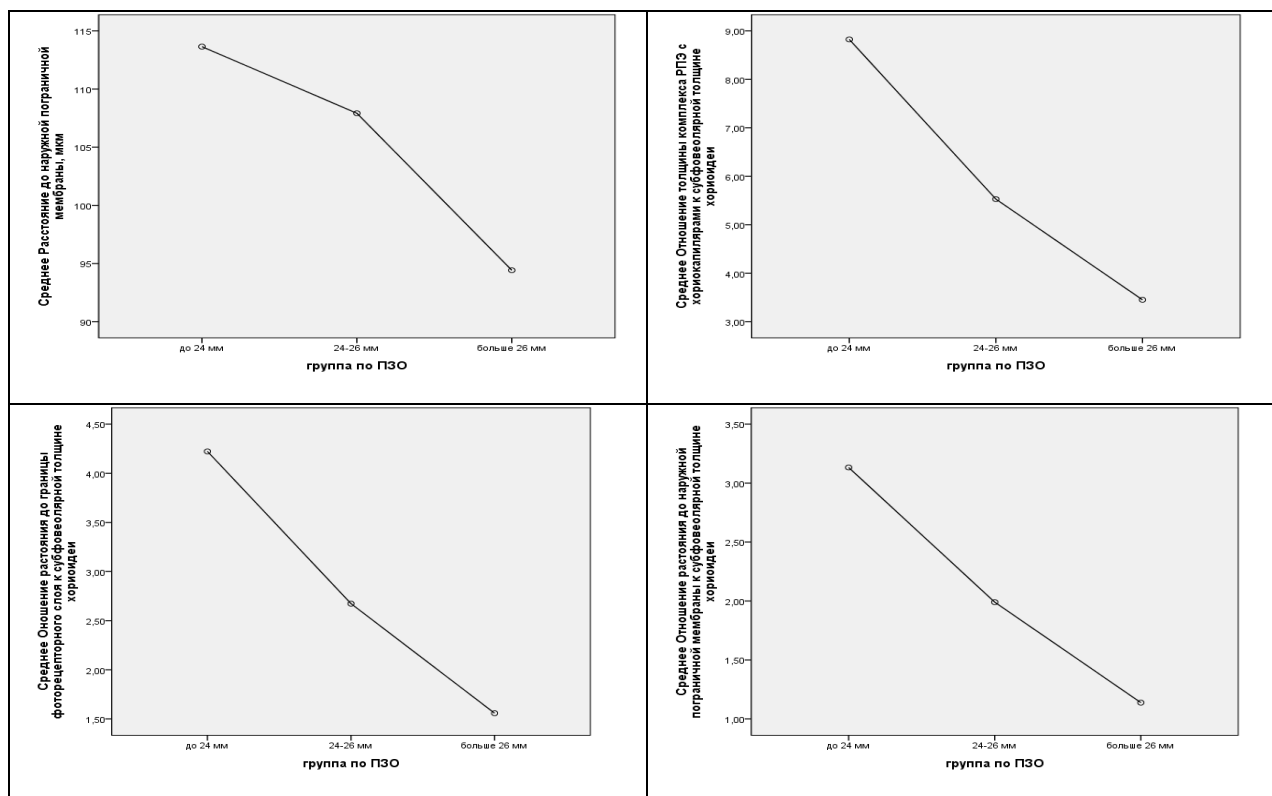 Среднее Расстояние до наружной пограничной
мембраны, мкм
115
110
105
100
95
90
до 24 мм
24-26 мм
больше 26 мм
группа по ПЗО
Среднее Отношение толщины комплекса РПЭ с
хориокапилярами к субфовеолярной толщине
хориоидеи
9,00
8,00
7,00
6,00
5,00
4,00
3,00
до 24 мм
24-26 мм
больше 26 мм
группа по ПЗО
Среднее Оношение растояния до границы
фоторецепторного слоя к субфовеолярной толщине
хориоидеи
4,50
4,00
3,50
3,00
2,50
2,00
1,50
до 24 мм
24-26 мм
больше 26 мм
группа по ПЗО
Среднее Отношение растояния до наружной
пограничной мембраны к субфовеолярной толщине
хориоидеи
3,50
3,00
2,50
2,00
1,50
1,00
до 24 мм
24-26 мм
больше 26 мм
группа по ПЗО